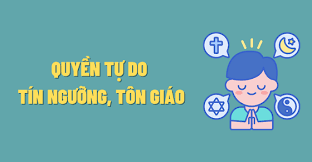 QUYỀN TỰ DO
TÍN NGƯỠNG, TÔN GIÁO